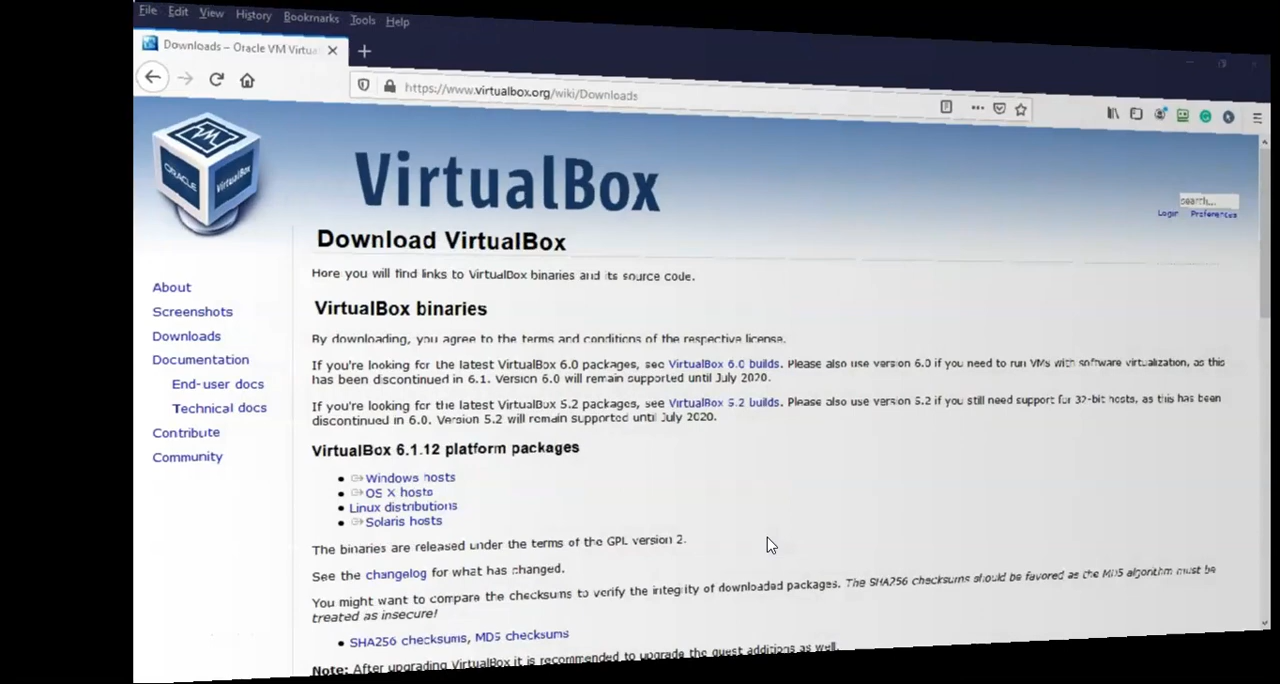 File Edit View History Bookmarks Tools Help
Downloads – Oracle VM Virtua
https://www.virtualbox.org/wiki/Downloads
ORACLE
VirtualBox
VirtualBox
search...
Login Preferences
Download VirtualBox
Here you will find links to VirtualBox binaries and its source code.
About
Screenshots
Downloads
Documentation
End-user docs
Technical docs
Contribute
Community
VirtualBox binaries
By downloading, you agree to the terms and conditions of the respective license.
If you're looking for the latest VirtualBox 6.0 packages, see VirtualBox 6.0 builds. Please also use version 6.0 if you need to run VMs with software virtualization, as this
has been discontinued in 6.1. Version 6.0 will remain supported until July 2020.
If you're looking for the latest VirtualBox 5.2 packages, see VirtualBox 5.2 builds. Please also use version 5.2 if you still need support for 32-bit hosts, as this has been
discontinued in 6.0. Version 5.2 will remain supported until July 2020.
VirtualBox 6.1.12 platform packages
Windows hosts
OS X hosts
Linux distributions
Solaris hosts
The binaries are released under the terms of the GPL version 2.
See the changelog for what has changed.
You might want to compare the checksums to verify the integrity of downloaded packages. The SHA256 checksums should be favored as the MD5 algorithm must be
treated as insecure!
SHA256 checksums, MD5 checksums
Note: After upgrading VirtualBox it is recommended to upgrade the guest additions as well.